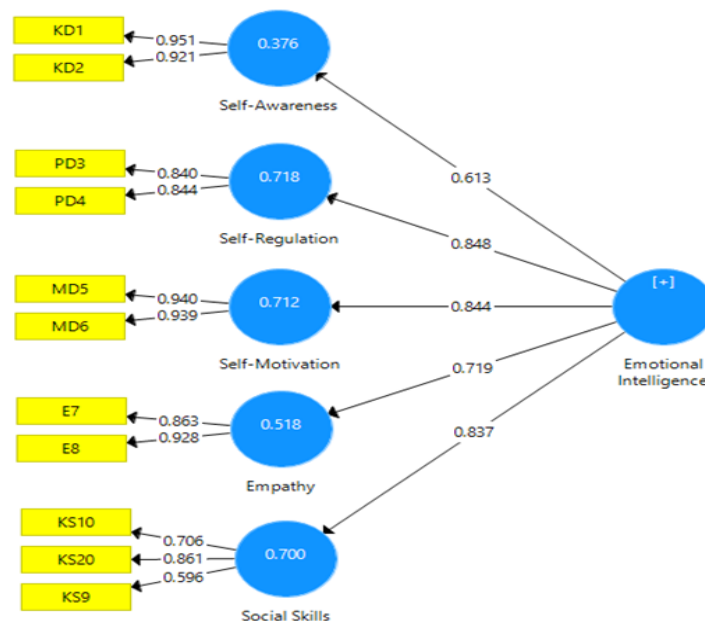 KD1
0.951
KD2
0.921
0.376
Self-Awareness
PD3
0.840
PD4
0.844
0.718
Self-Regulation
MD5
0.940
MD6
0.939
0.712
Self-Motivation
E7
0.863
E8
0.928
0.518
Empathy
KS10
0.706
KS20
0.861
KS9
0.596
0.700
Social Skills
0.613
0.848
0.844
0.719
0.837
[+]
Emotional
Intelligence